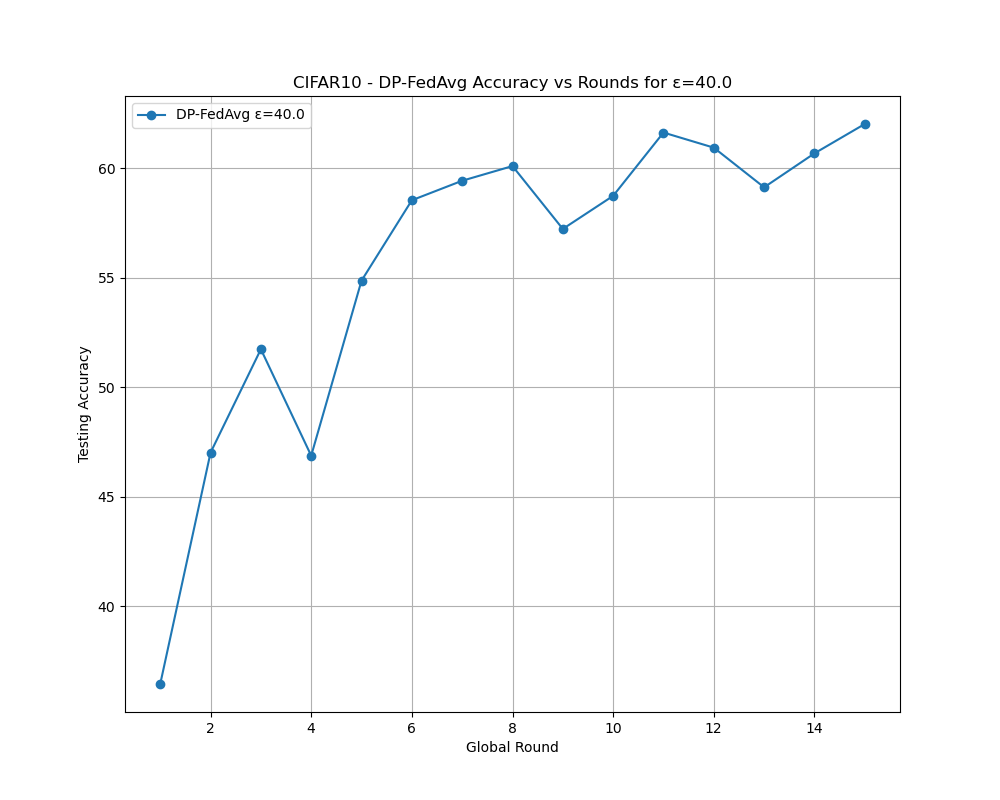 CIFAR10 - DP-FedAvg Accuracy vs Rounds for ε=40.0
DP-FedAvg ε=40.0
60
55
50
45
40
Testing Accuracy
2 4 6 8 10 12 14
Global Round